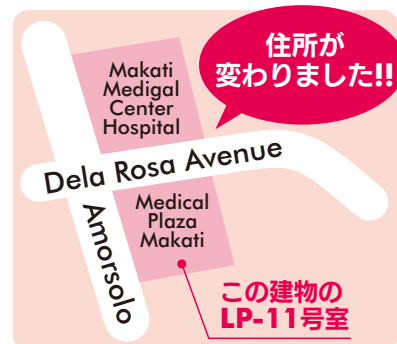 住所が
変わりました!!
Makati
Medigal
Center
Hospital
Dela Rosa Avenue
Amorsolo
Medical
Plaza
Makati
この建物の
LP-11号室